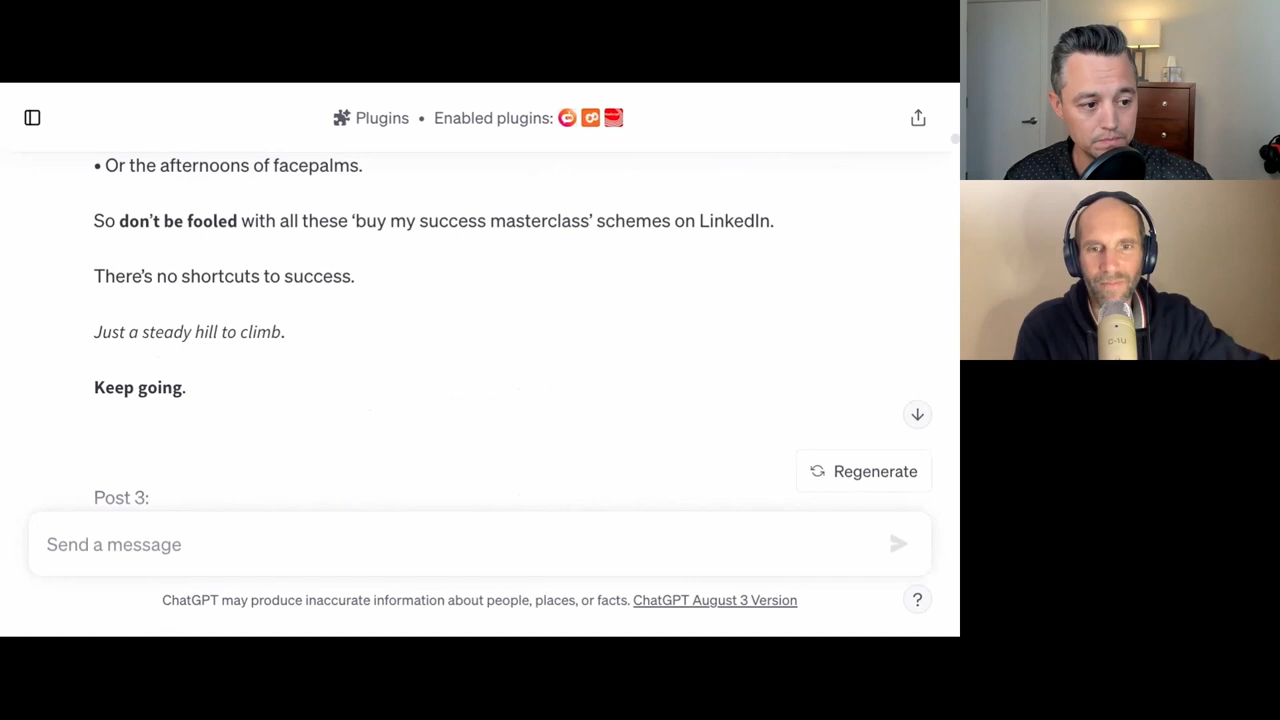 Plugins • Enabled plugins:
• Or the afternoons of facepalms.
So don’t be fooled with all these ‘buy my success masterclass’ schemes on LinkedIn.
There’s no shortcuts to success.
Just a steady hill to climb.
Keep going.
Regenerate
Post 3:
Send a message
ChatGPT may produce inaccurate information about people, places, or facts. ChatGPT August 3 Version
?